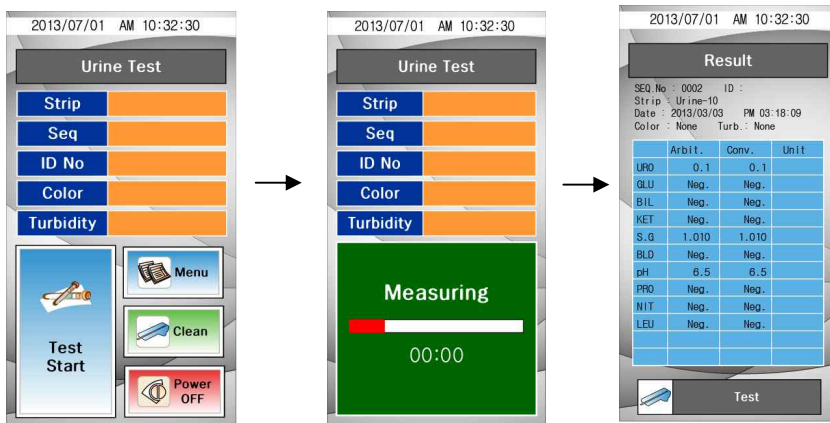 2013/07/01 AM 10:32:30
Urine Test
Strip
Seq
ID No
Color
Turbidity
Test
Start
Menu
Clean
Power
OFF
2013/07/01 AM 10:32:30
Urine Test
Strip
Seq
ID No
Color
Turbidity
Measuring
00:00
2013/07/01 AM 10:32:30
Result
SEQ.No : 0002 ID :
Strip : Urine-10
Date : 2013/03/03 PM 03:18:09
Color : None Turb.: None
Arbit. Conv. Unit
URO 0.1 0.1
GLU Neg. Neg.
BIL Neg. Neg.
KET Neg. Neg.
S.G 1.010 1.010
BLD Neg. Neg.
pH 6.5 6.5
PRO Neg. Neg.
NIT Neg. Neg.
LEU Neg. Neg.
Test